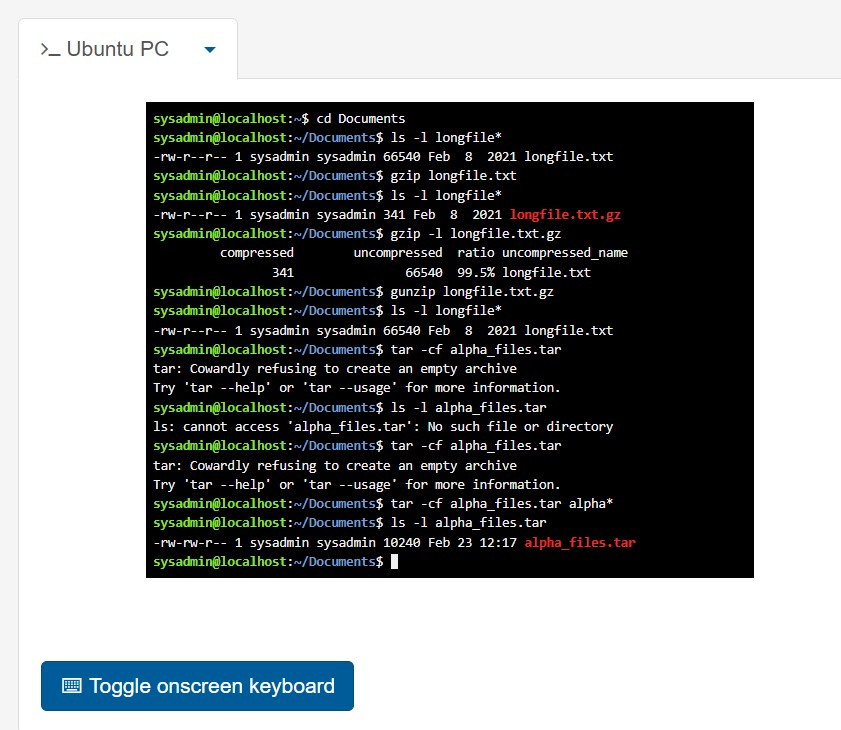 >_ Ubuntu PC
sysadmin@localhost:~$ cd Documents
sysadmin@localhost:~/Documents$ ls -l longfile*
-rw-r--r-- 1 sysadmin sysadmin 66540 Feb  8  2021 longfile.txt
sysadmin@localhost:~/Documents$ gzip longfile.txt
sysadmin@localhost:~/Documents$ ls -l longfile*
-rw-r--r-- 1 sysadmin sysadmin 341 Feb  8  2021 longfile.txt.gz
sysadmin@localhost:~/Documents$ gzip -l longfile.txt.gz
         compressed        uncompressed  ratio uncompressed_name
                341               66540  99.5% longfile.txt
sysadmin@localhost:~/Documents$ gunzip longfile.txt.gz
sysadmin@localhost:~/Documents$ ls -l longfile*
-rw-r--r-- 1 sysadmin sysadmin 66540 Feb  8  2021 longfile.txt
sysadmin@localhost:~/Documents$ tar -cf alpha_files.tar
tar: Cowardly refusing to create an empty archive
Try 'tar --help' or 'tar --usage' for more information.
sysadmin@localhost:~/Documents$ ls -l alpha_files.tar
ls: cannot access 'alpha_files.tar': No such file or directory
sysadmin@localhost:~/Documents$ tar -cf alpha_files.tar
tar: Cowardly refusing to create an empty archive
Try 'tar --help' or 'tar --usage' for more information.
sysadmin@localhost:~/Documents$ tar -cf alpha_files.tar alpha*
sysadmin@localhost:~/Documents$ ls -l alpha_files.tar
-rw-rw-r-- 1 sysadmin sysadmin 10240 Feb 23 12:17 alpha_files.tar
sysadmin@localhost:~/Documents$
Toggle onscreen keyboard